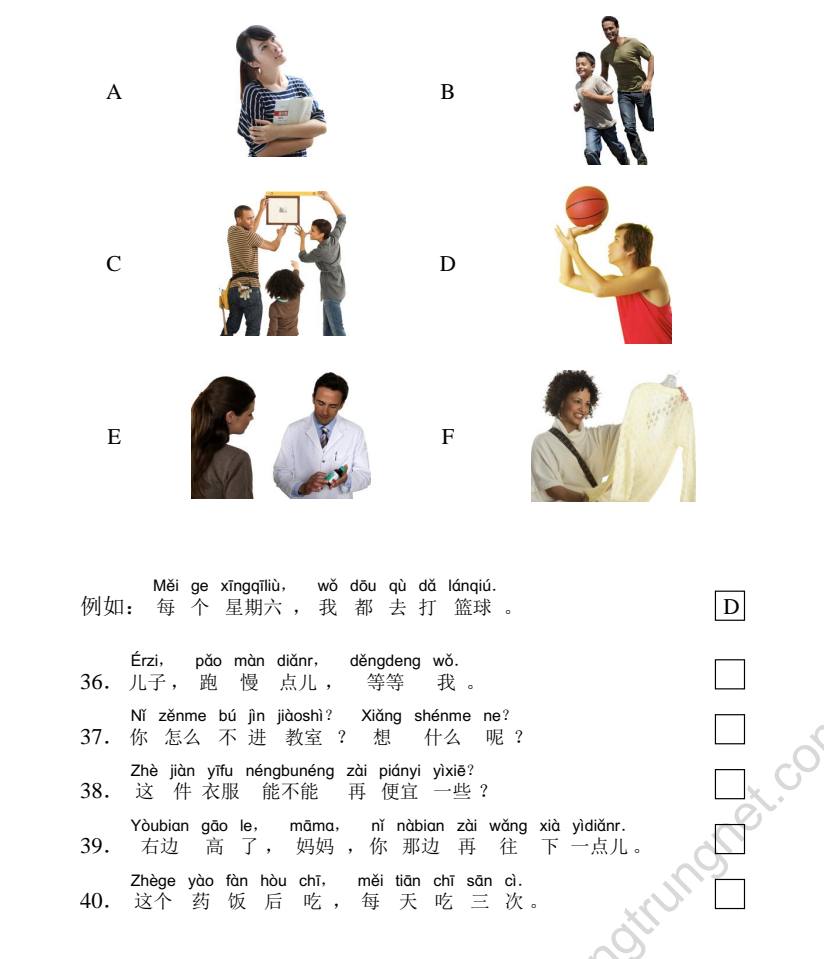 A
B
C
D
E
F
Měi ge xīngqīliù, wǒ dōu qù dǎ lánqiú.
例如：每个星期六，我都去打篮球。
D
Érzi, pǎo màn diǎnr, děngdeng wǒ.
36. 儿子，跑慢点儿，等等我。
Nǐ zěnme bú jìn jiàoshì? Xiǎng shénme ne?
37. 你怎么不进教室？想什么呢？
Zhè jiàn yīfu néngbunéng zài piányi yìxiē?
38. 这件衣服能不能再便宜一些？
Yòubian gāo le, māma, nǐ nàbian zài wǎng xià yìdiǎnr.
39. 右边高了，妈妈，你那边再往下一点儿。
Zhège yào fàn hòu chī, měi tiān chī sān cì.
40. 这个药饭后吃，每天吃三次。
ngtrungnet.com